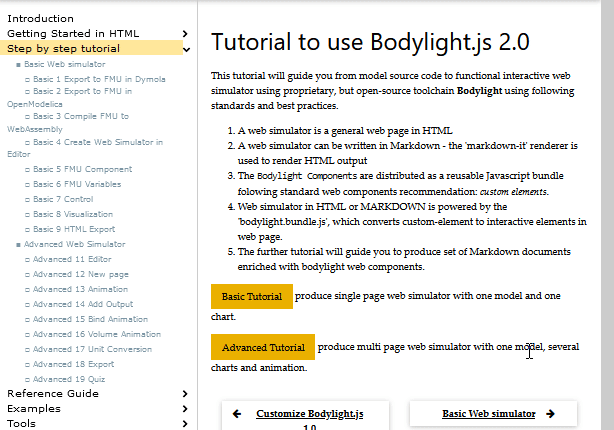 Introduction
Getting Started in HTML
Step by step tutorial
Basic Web simulator
Basic 1 Export to FMU in Dymola
Basic 2 Export to FMU in
OpenModelica
Basic 3 Compile FMU to
WebAssembly
Basic 4 Create Web Simulator in
Editor
Basic 5 FMU Component
Basic 6 FMU Variables
Basic 7 Control
Basic 8 Visualization
Basic 9 HTML Export
Advanced Web Simulator
Advanced 11 Editor
Advanced 12 New page
Advanced 13 Animation
Advanced 14 Add Output
Advanced 15 Bind Animation
Advanced 16 Volume Animation
Advanced 17 Unit Conversion
Advanced 18 Export
Advanced 19 Quiz
Reference Guide
Examples
Tools
Tutorial to use Bodylight.js 2.0
This tutorial will guide you from model source code to functional interactive web
simulator using proprietary, but open-source toolchain Bodylight using following
standards and best practices.
1. A web simulator is a general web page in HTML
2. A web simulator can be written in Markdown - the 'markdown-it' renderer is
used to render HTML output
3. The Bodylight Components are distributed as a reusable Javascript bundle
folowing standard web components recommendation: custom elements.
4. Web simulator in HTML or MARKDOWN is powered by the
'bodylight.bundle.js', which converts custom-element to interactive elements in
web page.
5. The further tutorial will guide you to produce set of Markdown documents
enriched with bodylight web components.
Basic Tutorial produce single page web simulator with one model and one
chart.
Advanced Tutorial produce multi page web simulator with one model, several
charts and animation.
Customize Bodylight.js
1.0
Basic Web simulator